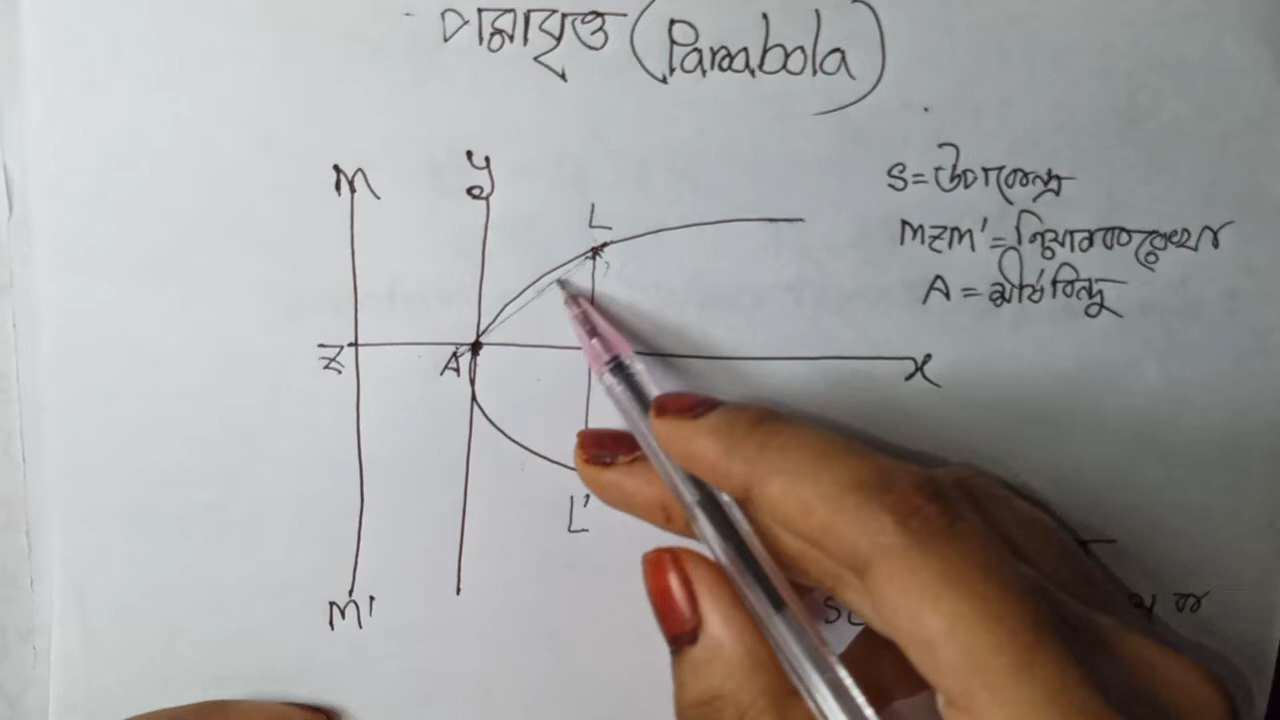 পরাবৃত্ত (Parabola)
M
y
L
S = উপকেন্দ্র
MZM' = নিয়ামকরেখা
A = শীর্ষবিন্দু
Z
A
x
L'
M'